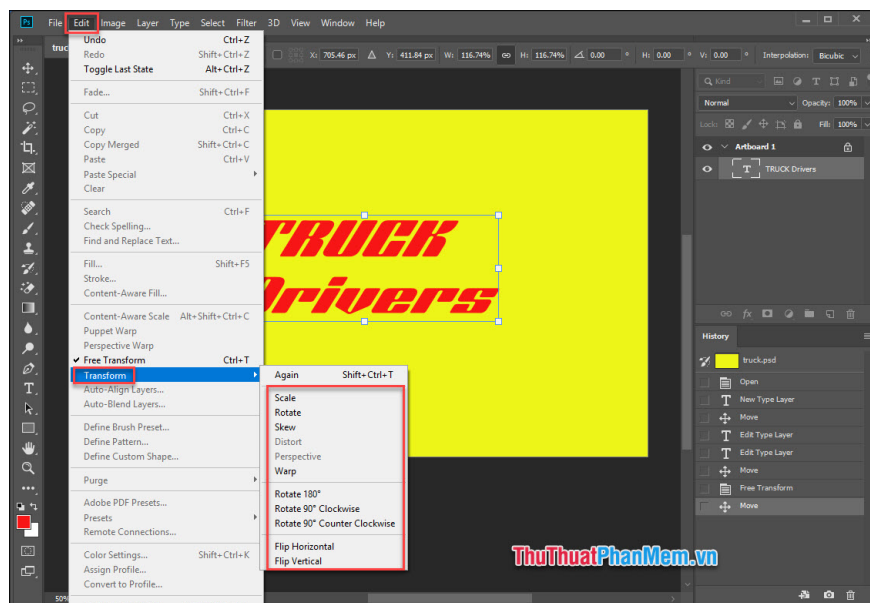 Ps File Edit Image Layer Type Select Filter 3D View Window Help
X: 705.46 px Y: 411.84 px W: 116.74% H: 116.74% 0.00 ° H: 0.00 ° V: 0.00 ° Interpolation: Bicubic
truc
Undo Ctrl+Z
Redo Shift+Ctrl+Z
Toggle Last State Alt+Ctrl+Z
Fade... Shift+Ctrl+F
Cut Ctrl+X
Copy Ctrl+C
Copy Merged Shift+Ctrl+C
Paste Ctrl+V
Paste Special
Clear
Search Ctrl+F
Check Spelling...
Find and Replace Text...
Fill... Shift+F5
Stroke...
Content-Aware Fill...
Content-Aware Scale Alt+Shift+Ctrl+C
Puppet Warp
Perspective Warp
Free Transform Ctrl+T
Transform
Auto-Align Layers...
Auto-Blend Layers...
Define Brush Preset...
Define Pattern...
Define Custom Shape...
Purge
Adobe PDF Presets...
Presets
Remote Connections...
Color Settings... Shift+Ctrl+K
Assign Profile...
Convert to Profile...
50%
Again Shift+Ctrl+T
Scale
Rotate
Skew
Distort
Perspective
Warp
Rotate 180°
Rotate 90° Clockwise
Rotate 90° Counter Clockwise
Flip Horizontal
Flip Vertical
TRUCK
Drivers
Kind
Normal Opacity: 100%
Lock: Fill: 100%
Artboard 1
T TRUCK Drivers
fx
History
truck.psd
Open
New Type Layer
Move
Edit Type Layer
Edit Type Layer
Move
Free Transform
Move
ThuThuatPhanMem.vn